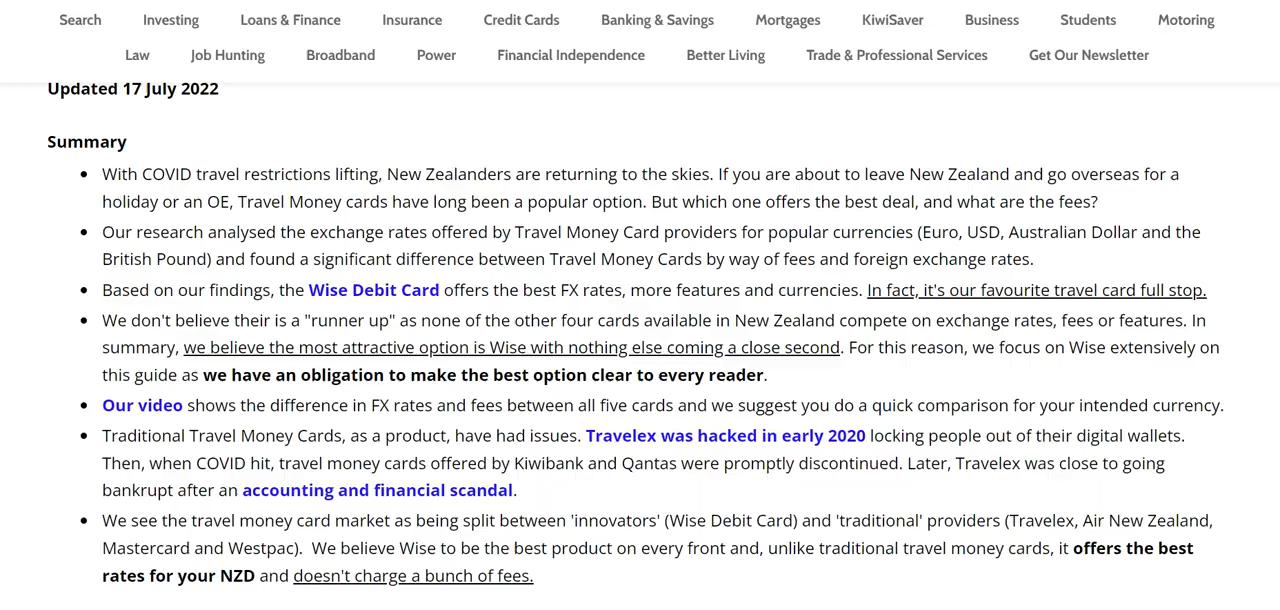 Search Investing Loans & Finance Insurance Credit Cards Banking & Savings Mortgages KiwiSaver Business Students Motoring
Law Job Hunting Broadband Power Financial Independence Better Living Trade & Professional Services Get Our Newsletter
Updated 17 July 2022
Summary
• With COVID travel restrictions lifting, New Zealanders are returning to the skies. If you are about to leave New Zealand and go overseas for a
holiday or an OE, Travel Money cards have long been a popular option. But which one offers the best deal, and what are the fees?
• Our research analysed the exchange rates offered by Travel Money Card providers for popular currencies (Euro, USD, Australian Dollar and the
British Pound) and found a significant difference between Travel Money Cards by way of fees and foreign exchange rates.
• Based on our findings, the Wise Debit Card offers the best FX rates, more features and currencies. In fact, it's our favourite travel card full stop.
• We don't believe their is a "runner up" as none of the other four cards available in New Zealand compete on exchange rates, fees or features. In
summary, we believe the most attractive option is Wise with nothing else coming a close second. For this reason, we focus on Wise extensively on
this guide as we have an obligation to make the best option clear to every reader.
• Our video shows the difference in FX rates and fees between all five cards and we suggest you do a quick comparison for your intended currency.
• Traditional Travel Money Cards, as a product, have had issues. Travelex was hacked in early 2020 locking people out of their digital wallets.
Then, when COVID hit, travel money cards offered by Kiwibank and Qantas were promptly discontinued. Later, Travelex was close to going
bankrupt after an accounting and financial scandal.
• We see the travel money card market as being split between 'innovators' (Wise Debit Card) and 'traditional' providers (Travelex, Air New Zealand,
Mastercard and Westpac). We believe Wise to be the best product on every front and, unlike traditional travel money cards, it offers the best
rates for your NZD and doesn't charge a bunch of fees.